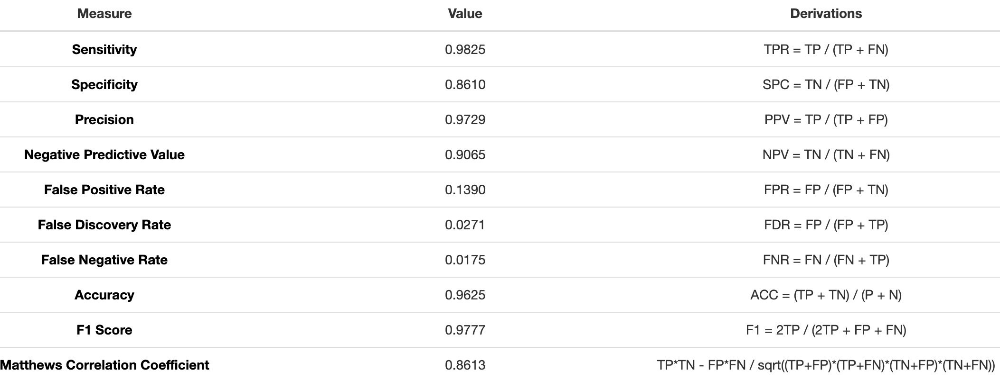 Measure Value Derivations
Sensitivity 0.9825 TPR = TP / (TP + FN)
Specificity 0.8610 SPC = TN / (FP + TN)
Precision 0.9729 PPV = TP / (TP + FP)
Negative Predictive Value 0.9065 NPV = TN / (TN + FN)
False Positive Rate 0.1390 FPR = FP / (FP + TN)
False Discovery Rate 0.0271 FDR = FP / (FP + TP)
False Negative Rate 0.0175 FNR = FN / (FN + TP)
Accuracy 0.9625 ACC = (TP + TN) / (P + N)
F1 Score 0.9777 F1 = 2TP / (2TP + FP + FN)
Matthews Correlation Coefficient 0.8613 TP*TN - FP*FN / sqrt((TP+FP)*(TP+FN)*(TN+FP)*(TN+FN))